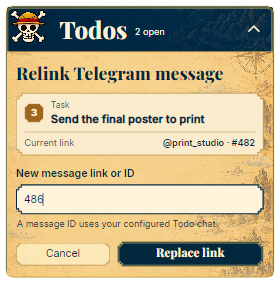 Todos 2 open
Relink Telegram message
3
Task
Send the final poster to print
Current link @print_studio · #482
New message link or ID
486
A message ID uses your configured Todo chat.
Cancel Replace link